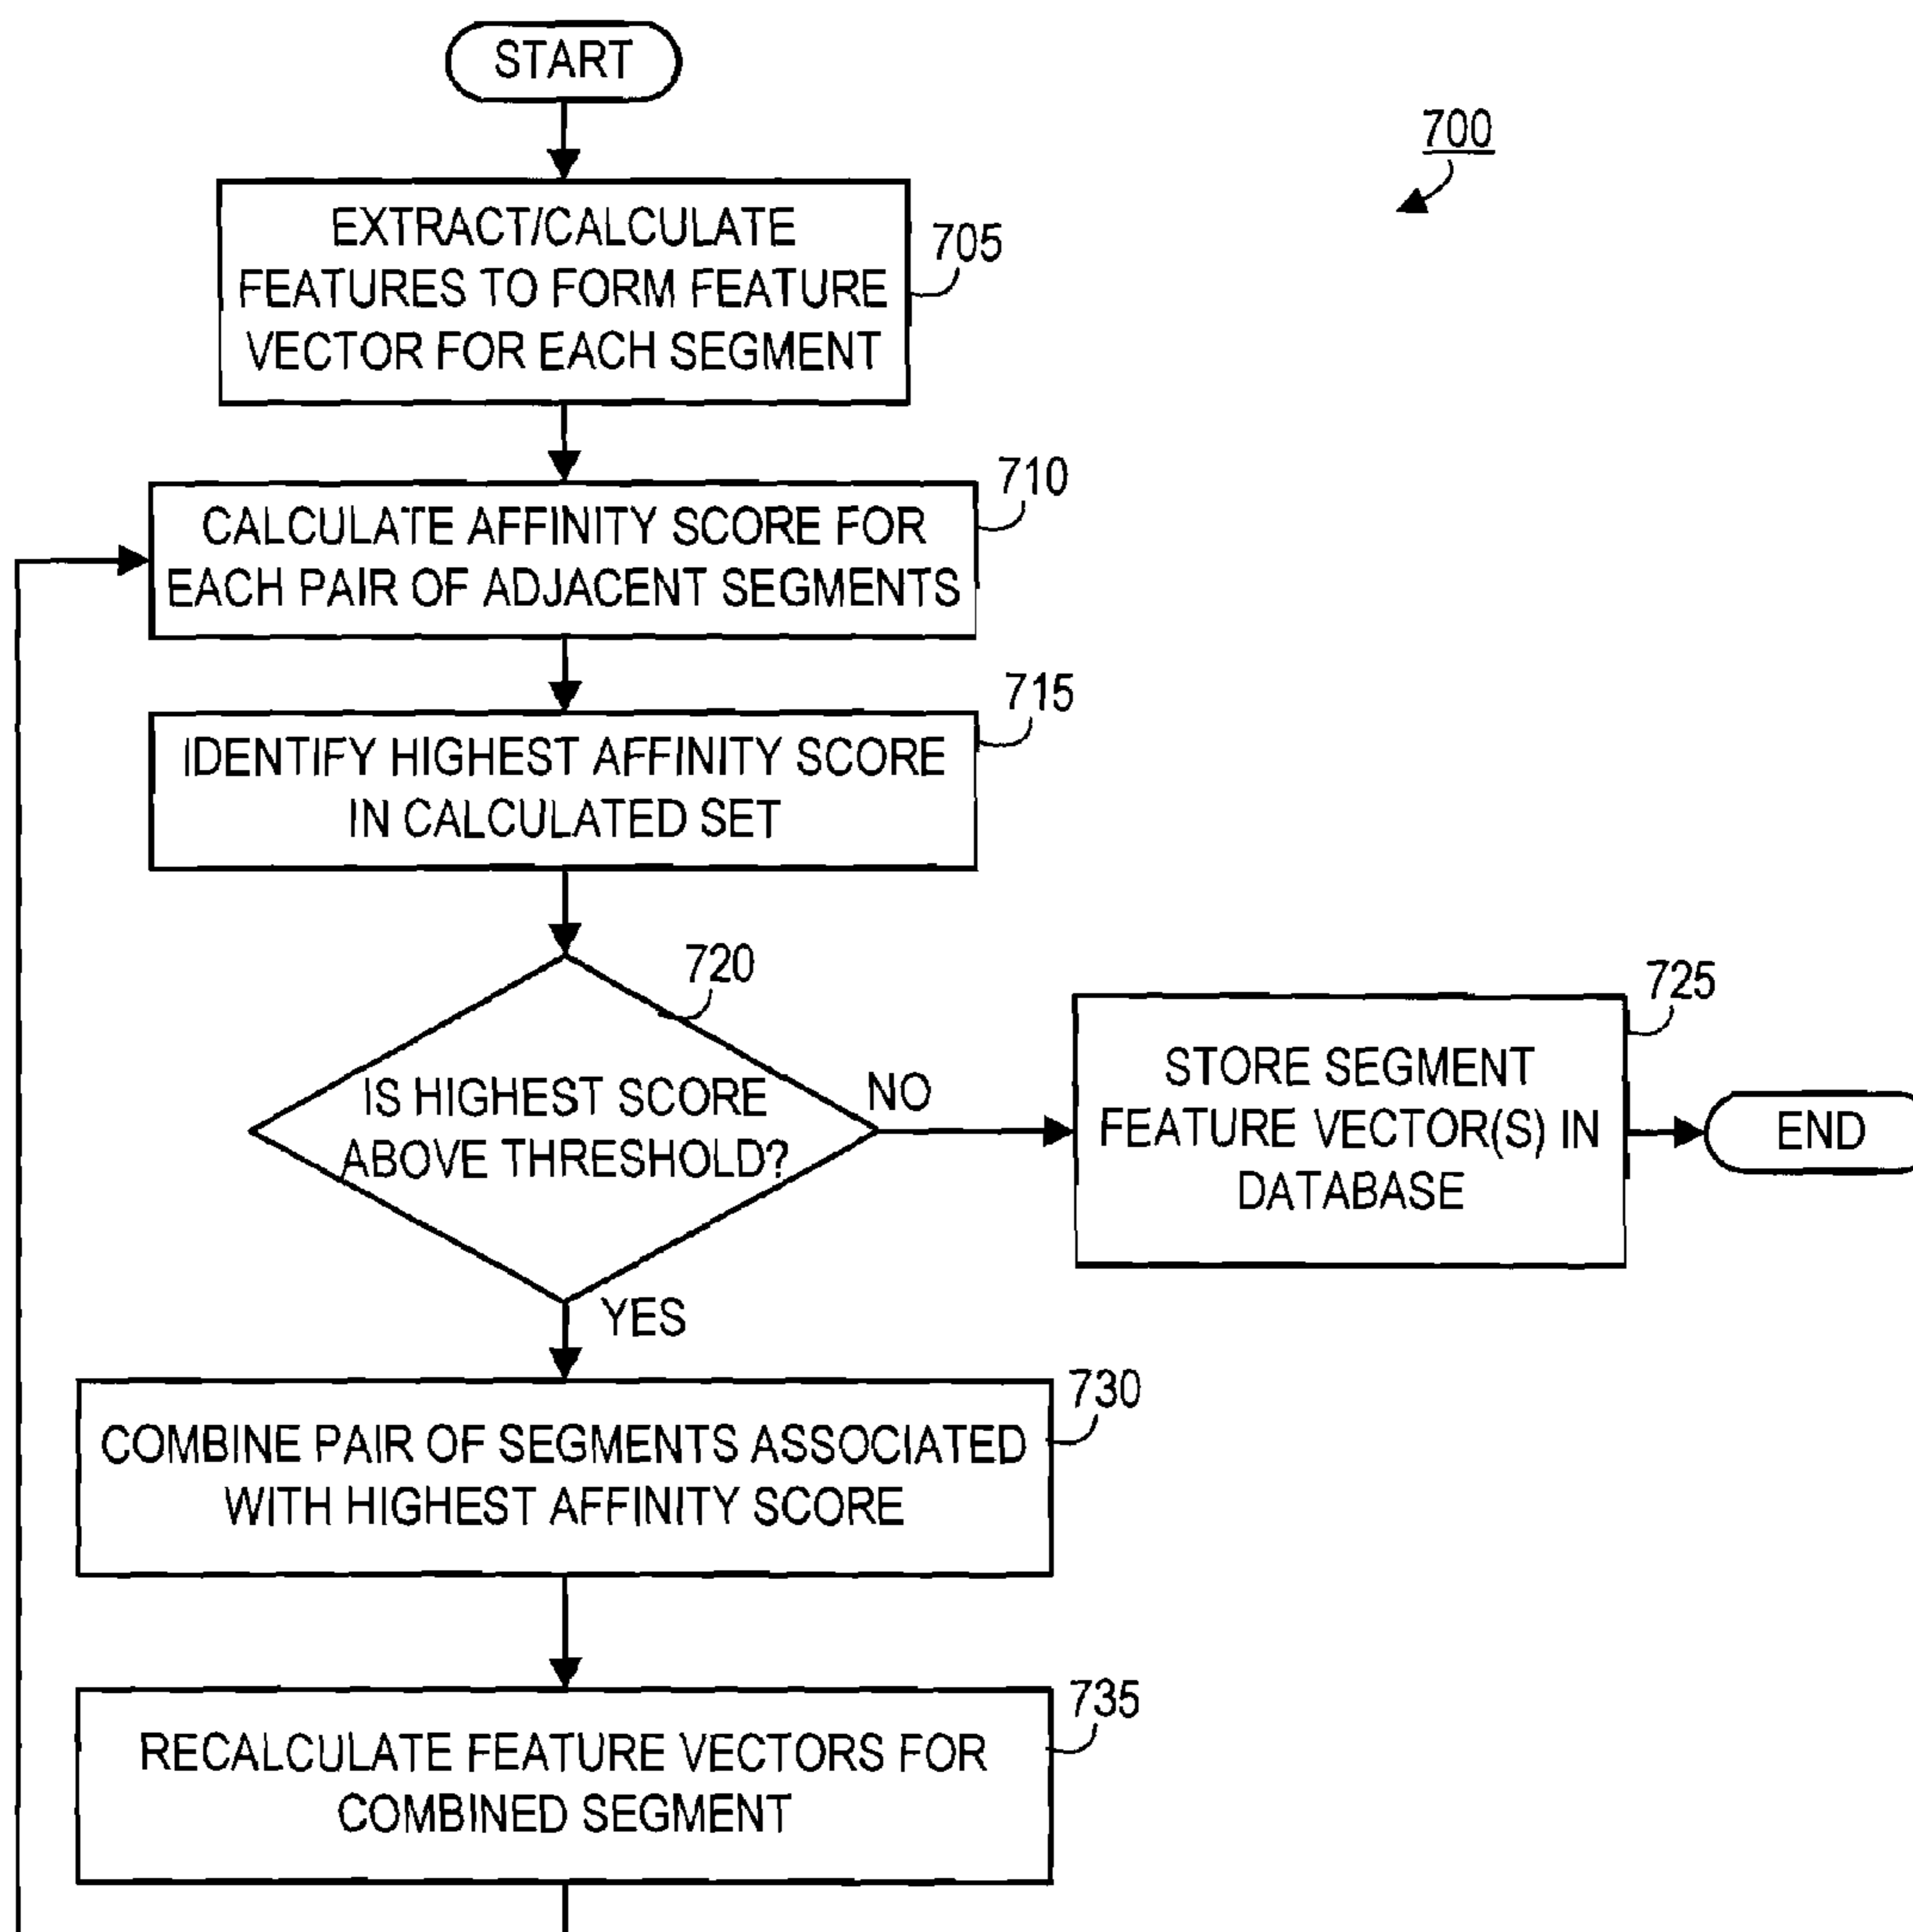 START
700
EXTRACT/CALCULATE
FEATURES TO FORM FEATURE
VECTOR FOR EACH SEGMENT
705
CALCULATE AFFINITY SCORE FOR
EACH PAIR OF ADJACENT SEGMENTS
710
IDENTIFY HIGHEST AFFINITY SCORE
IN CALCULATED SET
715
IS HIGHEST SCORE
ABOVE THRESHOLD?
720
NO
STORE SEGMENT
FEATURE VECTOR(S) IN
DATABASE
725
END
YES
COMBINE PAIR OF SEGMENTS ASSOCIATED
WITH HIGHEST AFFINITY SCORE
730
RECALCULATE FEATURE VECTORS FOR
COMBINED SEGMENT
735